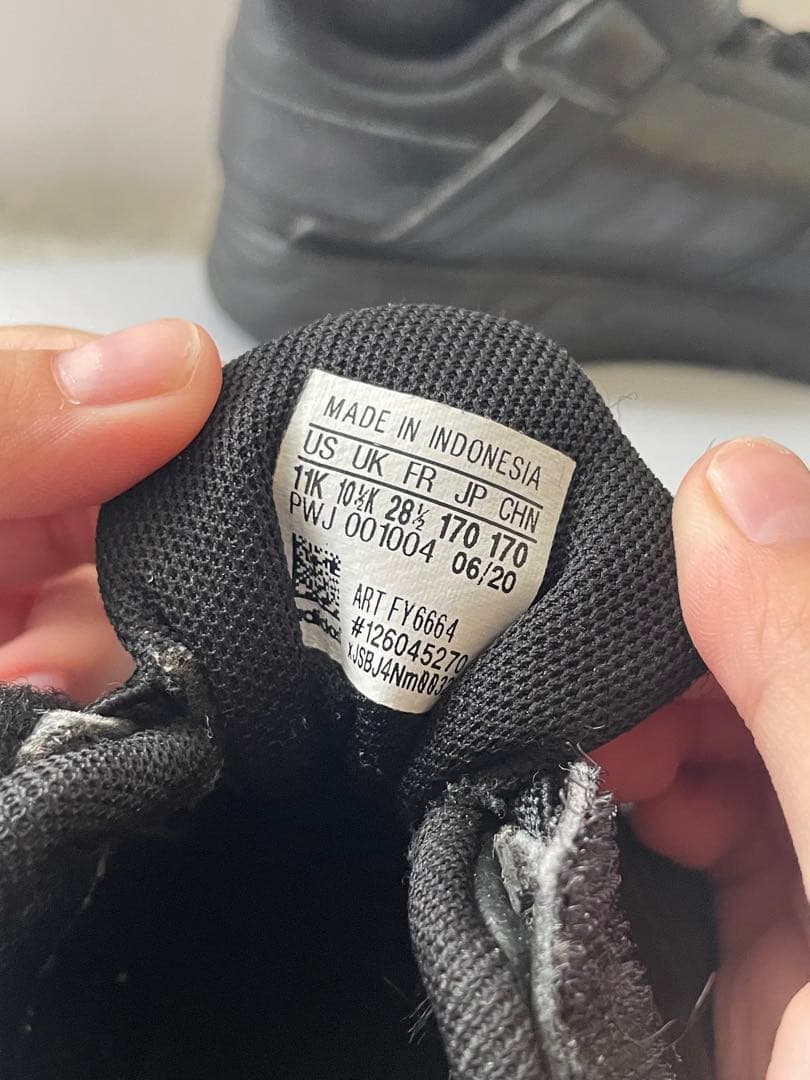 MADE IN INDONESIA
US UK FR JP CHN
11K 10½K 28½ 170 170
PWJ 001004 06/20
ART FY6664
#126045270
adidas